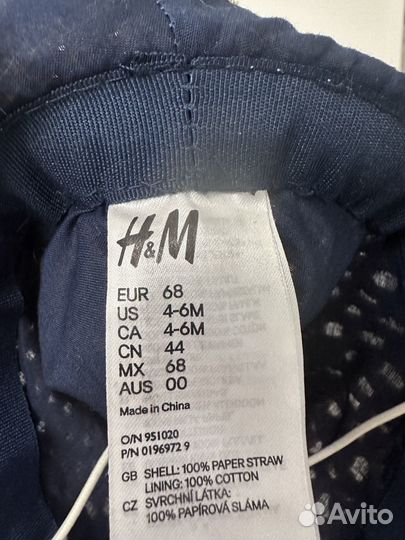 H&M
EUR 68
US 4-6M
CA 4-6M
CN 44
MX 68
AUS 00
Made in China
O/N 951020
P/N 0196972 9
GB SHELL: 100% PAPER STRAW
LINING: 100% COTTON
CZ SVRCHNÍ LÁTKA:
100% PAPÍROVÁ SLÁMA
Avito